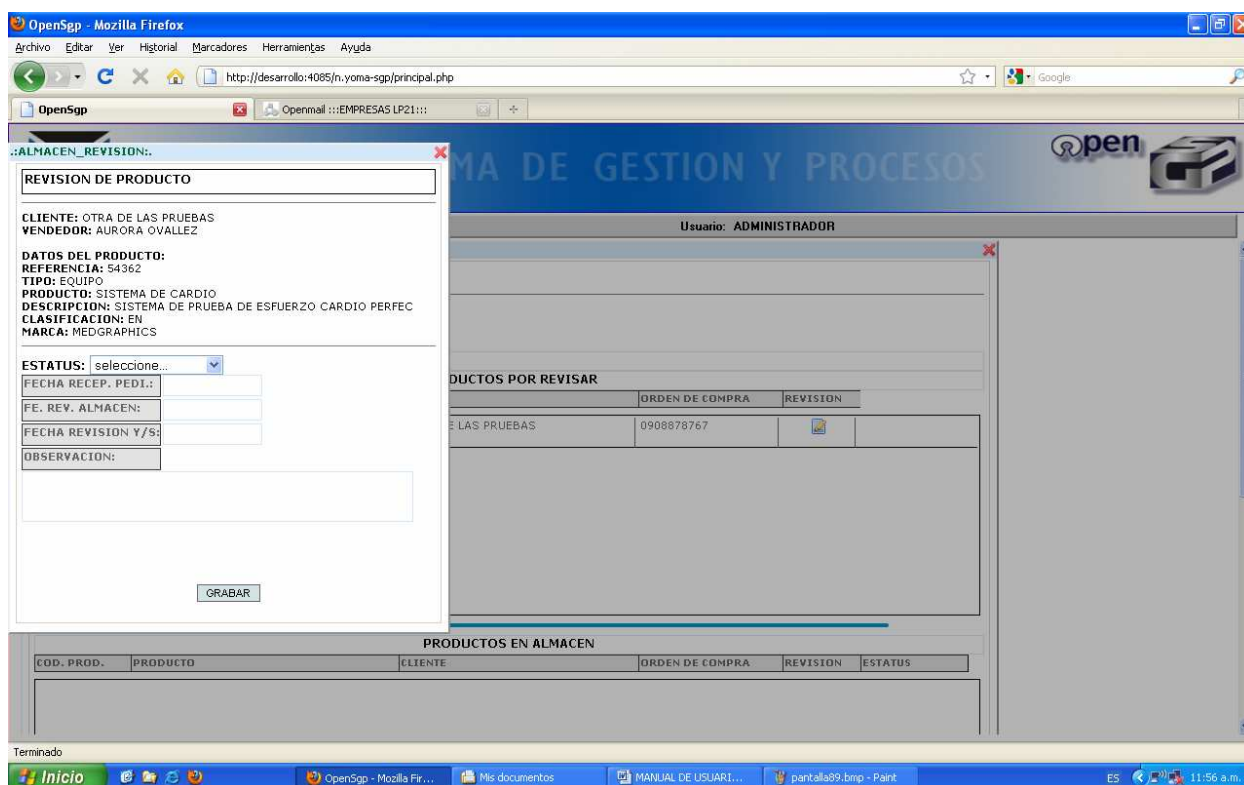 OpenSgp - Mozilla Firefox
Archivo Editar Ver Historial Marcadores Herramientas Ayuda
http://desarrollo:4085/n.yoma-sgp/principal.php
Google
OpenSgp
Openmail :::EMPRESAS LP21:::
MA DE GESTION Y PROCESOS
open
.:ALMACEN_REVISION:.
REVISION DE PRODUCTO
CLIENTE: OTRA DE LAS PRUEBAS
VENDEDOR: AURORA OVALLEZ
DATOS DEL PRODUCTO:
REFERENCIA: 54362
TIPO: EQUIPO
PRODUCTO: SISTEMA DE CARDIO
DESCRIPCION: SISTEMA DE PRUEBA DE ESFUERZO CARDIO PERFEC
CLASIFICACION: EN
MARCA: MEDGRAPHICS
ESTATUS: seleccione...
FECHA RECEP. PEDI.:
FE. REV. ALMACEN:
FECHA REVISION Y/S:
OBSERVACION:
GRABAR
Usuario: ADMINISTRADOR
DUCTOS POR REVISAR
ORDEN DE COMPRA REVISION
E LAS PRUEBAS 0908878767
PRODUCTOS EN ALMACEN
COD. PROD. PRODUCTO CLIENTE ORDEN DE COMPRA REVISION ESTATUS
Terminado
Inicio OpenSgp - Mozilla Fir... Mis documentos MANUAL DE USUARI... pantalla89.bmp - Paint ES 11:56 a.m.